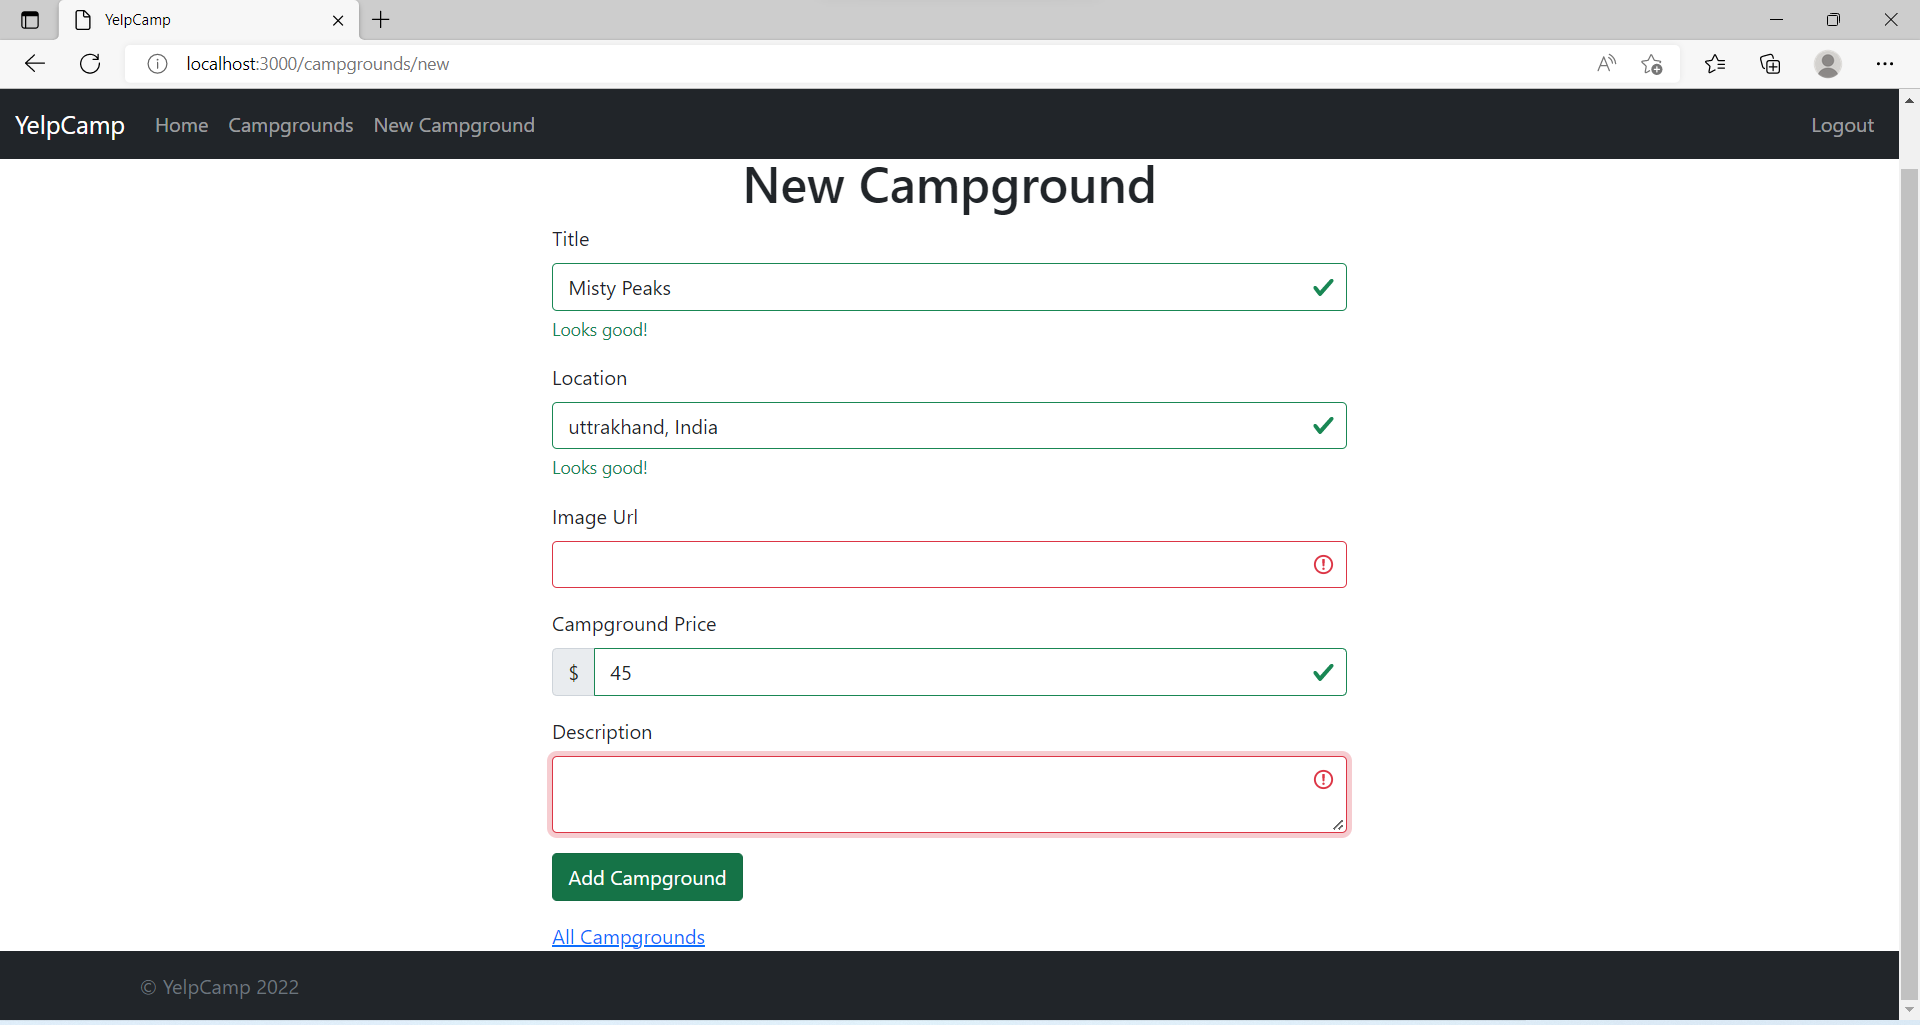 YelpCamp
localhost:3000/campgrounds/new
YelpCamp Home Campgrounds New Campground Logout
New Campground
Title
Misty Peaks
Looks good!
Location
uttrakhand, India
Looks good!
Image Url
Campground Price
$ 45
Description
Add Campground
All Campgrounds
© YelpCamp 2022